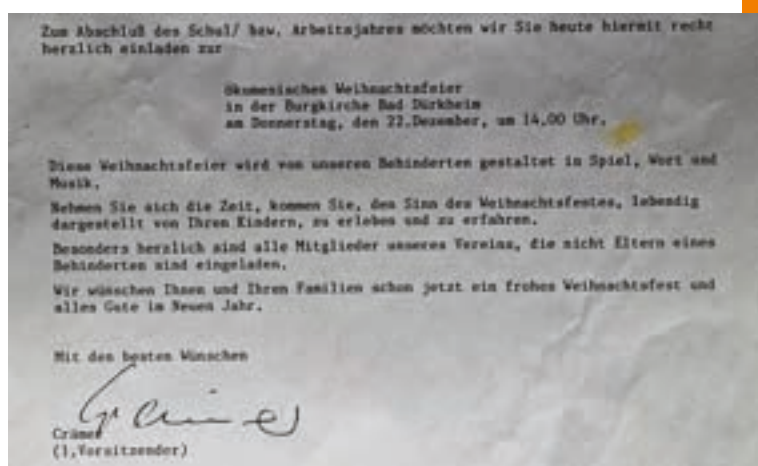 Zum Abschluß des Schul/ bzw. Arbeitsjahres möchten wir Sie heute hiermit recht
herzlich einladen zur
ökumenischen Weihnachtsfeier
in der Burgkirche Bad Dürkheim
am Donnerstag, den 22.Dezember, um 14.00 Uhr.
Diese Weihnachtsfeier wird von unseren Behinderten gestaltet in Spiel, Wort und
Musik.
Nehmen Sie sich die Zeit, kommen Sie, den Sinn des Weihnachtsfestes, lebendig
dargestellt von Ihren Kindern, zu erleben und zu erfahren.
Besonders herzlich sind alle Mitglieder unseres Vereins, die nicht Eltern eines
Behinderten sind eingeladen.
Wir wünschen Ihnen und Ihren Familien schon jetzt ein frohes Weihnachtsfest und
alles Gute im Neuen Jahr.
Mit den besten Wünschen
Crämer
(1,Vorsitzender)